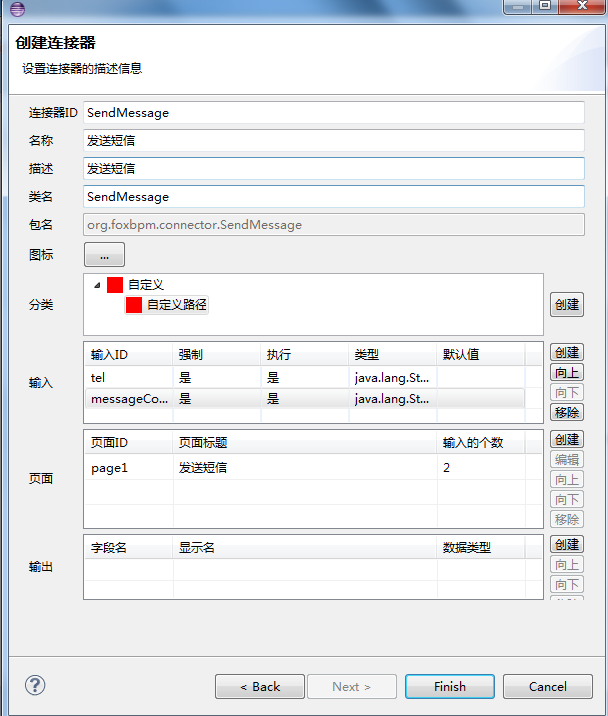 创建连接器
设置连接器的描述信息
连接器ID SendMessage
名称 发送短信
描述 发送短信
类名 SendMessage
包名 org.foxbpm.connector.SendMessage
图标 ...
分类 自定义 创建
自定义路径
输入 输入ID 强制 执行 类型 默认值 创建
tel 是 是 java.lang.St... 向上
messageCo... 是 是 java.lang.St... 向下
移除
页面 页面ID 页面标题 输入的个数 创建
page1 发送短信 2 编辑
向上
向下
移除
输出 字段名 显示名 数据类型 创建
向上
向下
? < Back Next > Finish Cancel